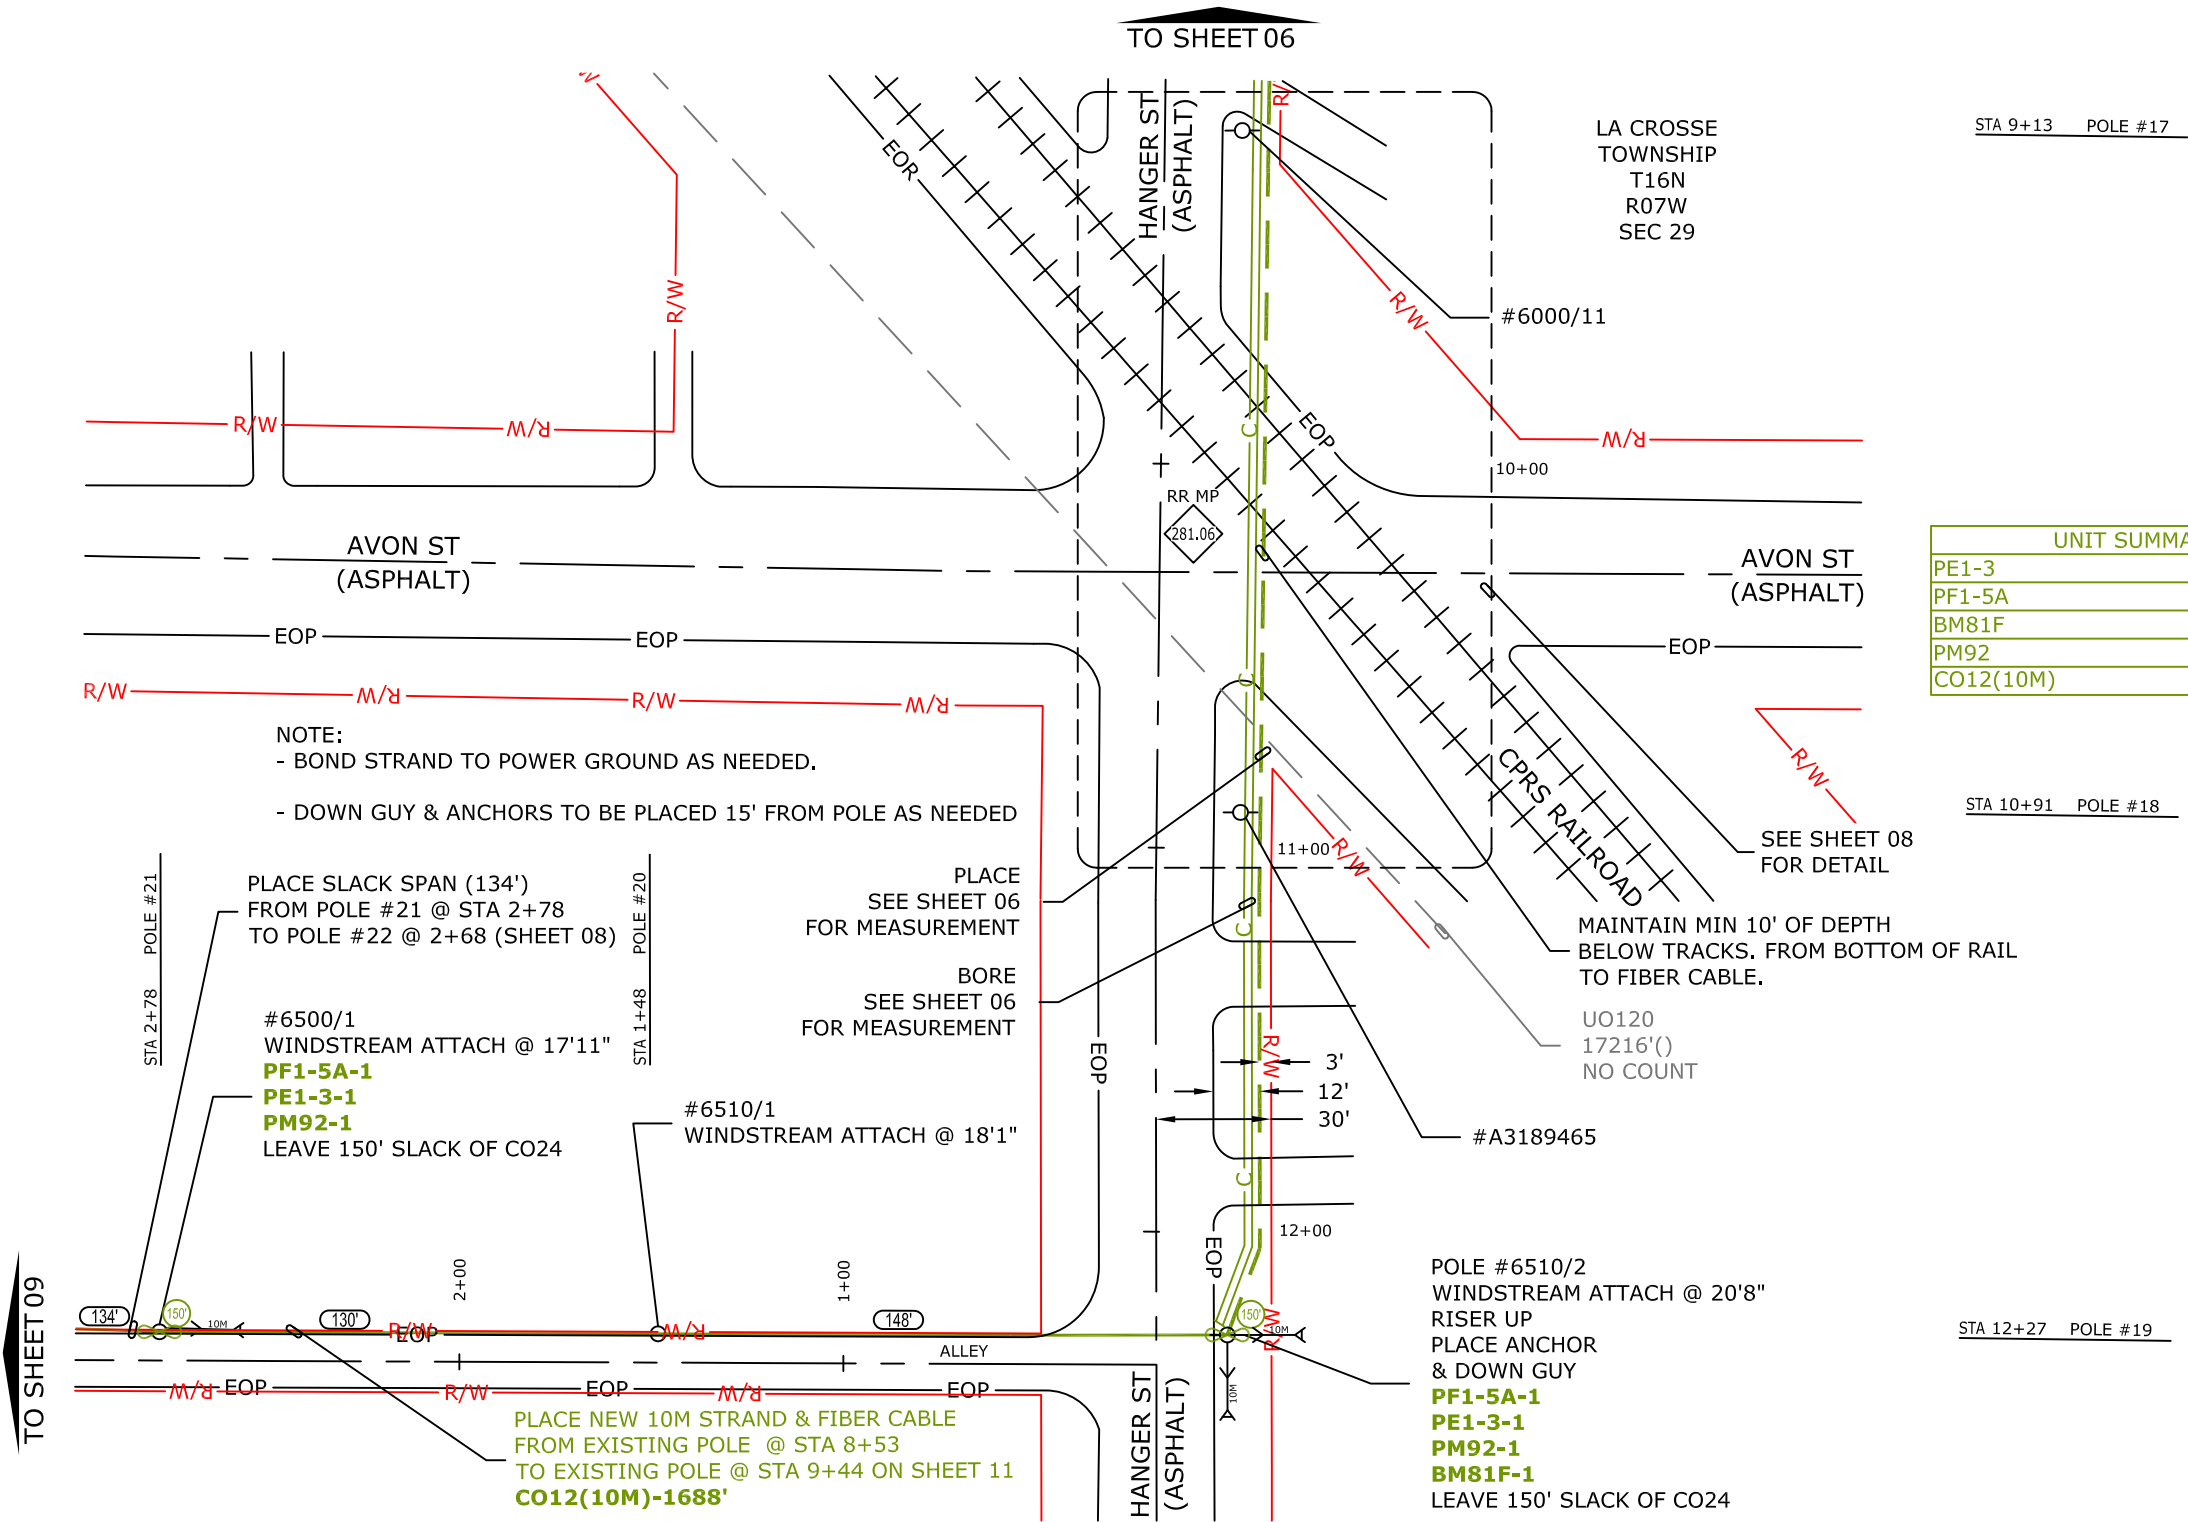 TO SHEET 06
HANGER ST
(ASPHALT)
R/W
R/W
R/W
EOR
LA CROSSE
TOWNSHIP
T16N
R07W
SEC 29
STA 9+13 POLE #17
#6000/11
R/W
R/W
R/W
R/W
R/W
C
EOP
10+00
RR MP
281.06
AVON ST
(ASPHALT)
AVON ST
(ASPHALT)
UNIT SUMMA
PE1-3
PF1-5A
BM81F
PM92
CO12(10M)
EOP
EOP
EOP
R/W
R/W
R/W
R/W
C
R/W
NOTE:
- BOND STRAND TO POWER GROUND AS NEEDED.
- DOWN GUY & ANCHORS TO BE PLACED 15' FROM POLE AS NEEDED
CPRS RAILROAD
STA 10+91 POLE #18
SEE SHEET 08
FOR DETAIL
11+00
R/W
PLACE
SEE SHEET 06
FOR MEASUREMENT
C
BORE
SEE SHEET 06
FOR MEASUREMENT
MAINTAIN MIN 10' OF DEPTH
BELOW TRACKS. FROM BOTTOM OF RAIL
TO FIBER CABLE.
UO120
17216'()
NO COUNT
STA 2+78 POLE #21
PLACE SLACK SPAN (134')
FROM POLE #21 @ STA 2+78
TO POLE #22 @ 2+68 (SHEET 08)
STA 1+48 POLE #20
#6500/1
WINDSTREAM ATTACH @ 17'11"
PF1-5A-1
PE1-3-1
PM92-1
LEAVE 150' SLACK OF CO24
#6510/1
WINDSTREAM ATTACH @ 18'1"
EOP
R/W
3'
12'
30'
#A3189465
C
12+00
EOP
POLE #6510/2
WINDSTREAM ATTACH @ 20'8"
RISER UP
PLACE ANCHOR
& DOWN GUY
PF1-5A-1
PE1-3-1
PM92-1
BM81F-1
LEAVE 150' SLACK OF CO24
STA 12+27 POLE #19
TO SHEET 09
2+00
1+00
134'
150'
10M
130'
R/W
EOP
R/W
148'
150'
10M
R/W
10M
ALLEY
R/W
EOP
R/W
EOP
R/W
EOP
PLACE NEW 10M STRAND & FIBER CABLE
FROM EXISTING POLE @ STA 8+53
TO EXISTING POLE @ STA 9+44 ON SHEET 11
CO12(10M)-1688'
HANGER ST
(ASPHALT)